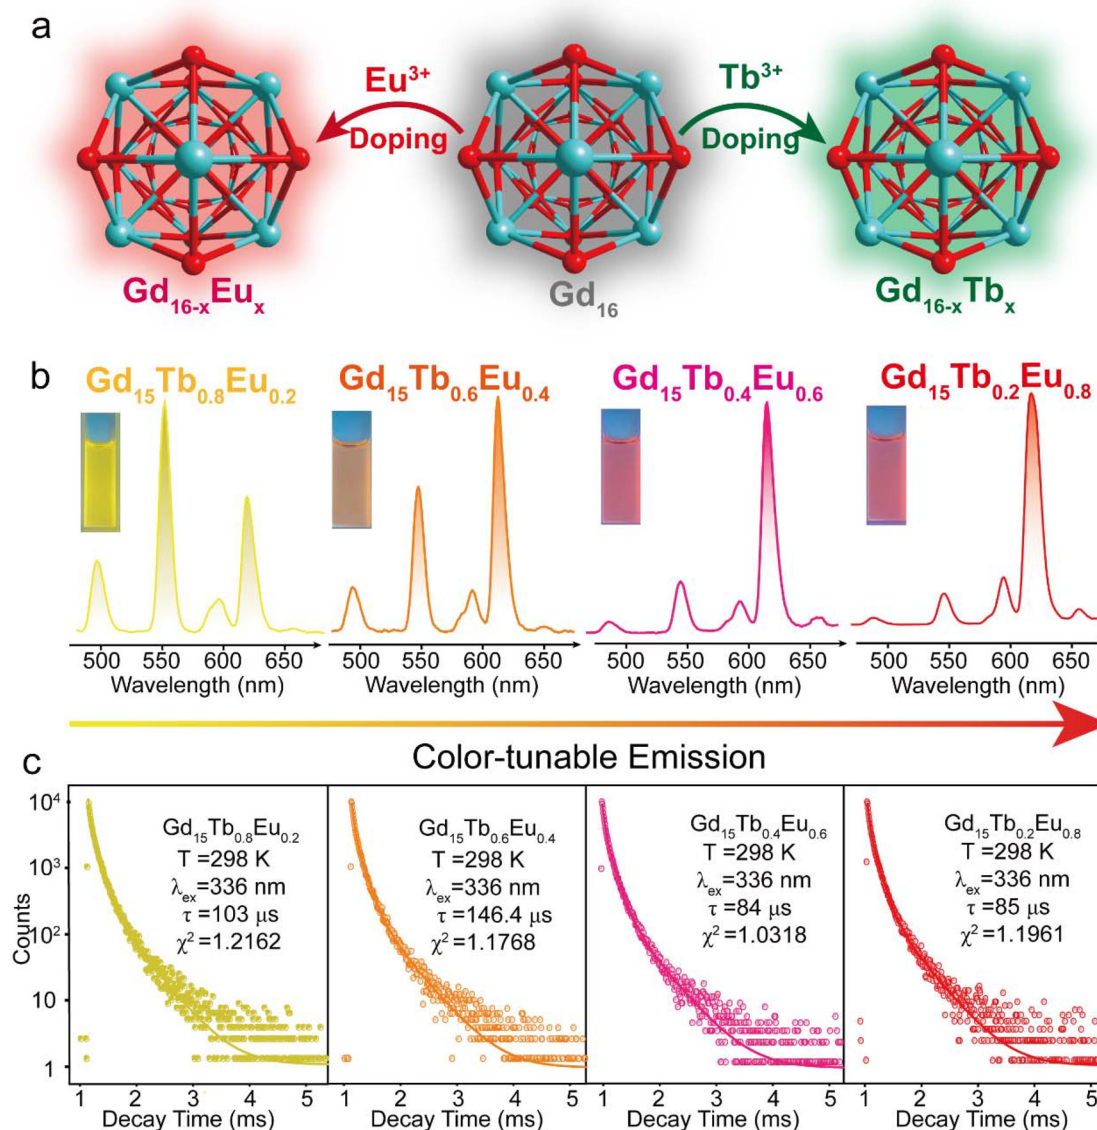 a
Eu³⁺
Doping
Tb³⁺
Doping
Gd₁₆₋ₓEuₓ
Gd₁₆
Gd₁₆₋ₓTbₓ
b
Gd₁₅Tb₀.₈Eu₀.₂
Gd₁₅Tb₀.₆Eu₀.₄
Gd₁₅Tb₀.₄Eu₀.₆
Gd₁₅Tb₀.₂Eu₀.₈
500 550 600 650
500 550 600 650
500 550 600 650
500 550 600 650
Wavelength (nm)
Wavelength (nm)
Wavelength (nm)
Wavelength (nm)
Color-tunable Emission
c
Counts
10⁴
10³
10²
10
1
Gd₁₅Tb₀.₈Eu₀.₂
T =298 K
λₑₓ=336 nm
τ =103 μs
χ²=1.2162
Gd₁₅Tb₀.₆Eu₀.₄
T =298 K
λₑₓ=336 nm
τ =146.4 μs
χ²=1.1768
Gd₁₅Tb₀.₄Eu₀.₆
T =298 K
λₑₓ=336 nm
τ =84 μs
χ²=1.0318
Gd₁₅Tb₀.₂Eu₀.₈
T =298 K
λₑₓ=336 nm
τ =85 μs
χ²=1.1961
1 2 3 4 5
1 2 3 4 5
1 2 3 4 5
1 2 3 4 5
Decay Time (ms)
Decay Time (ms)
Decay Time (ms)
Decay Time (ms)